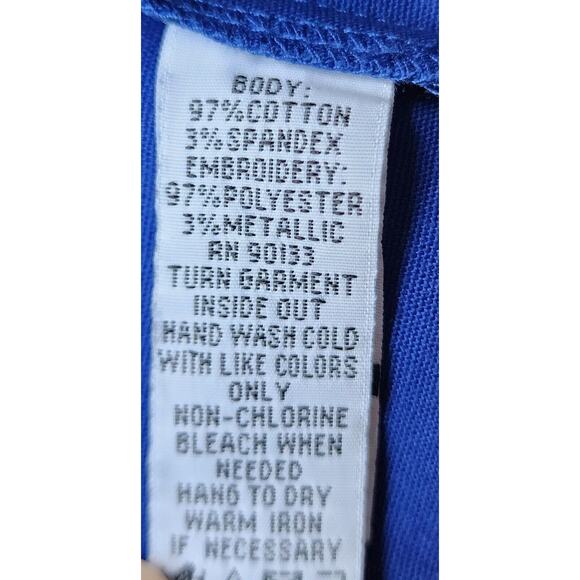 BODY:
97%COTTON
3%SPANDEX
EMBROIDERY:
97%POLYESTER
3%METALLIC
RN 90133
TURN GARMENT
INSIDE OUT
HAND WASH COLD
WITH LIKE COLORS
ONLY
NON-CHLORINE
BLEACH WHEN
NEEDED
HANG TO DRY
WARM IRON
IF NECESSARY